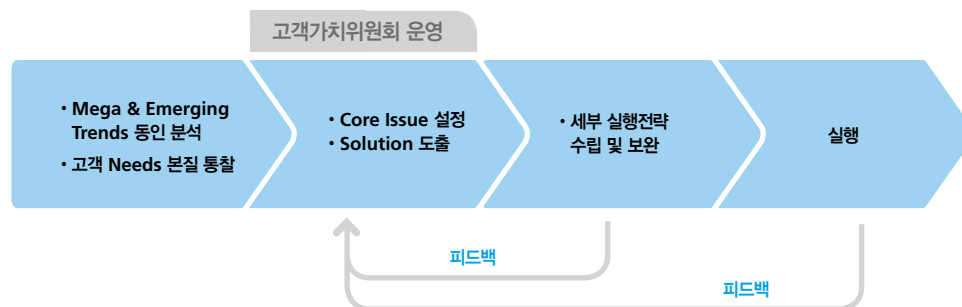 고객가치위원회 운영
· Mega & Emerging
Trends 동인 분석
· 고객 Needs 본질 통찰
· Core Issue 설정
· Solution 도출
· 세부 실행전략
수립 및 보완
실행
피드백
피드백